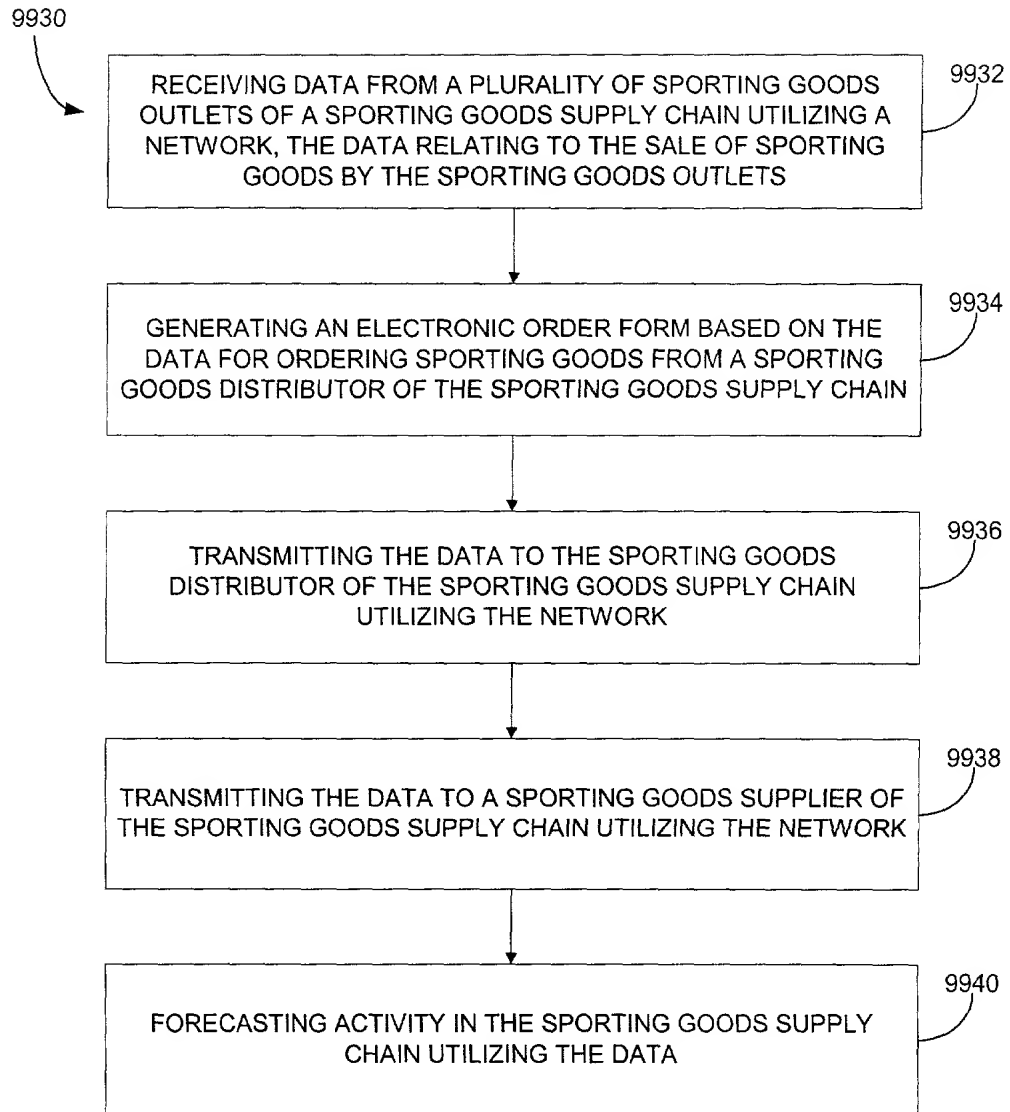 9930
RECEIVING DATA FROM A PLURALITY OF SPORTING GOODS
OUTLETS OF A SPORTING GOODS SUPPLY CHAIN UTILIZING A
NETWORK, THE DATA RELATING TO THE SALE OF SPORTING
GOODS BY THE SPORTING GOODS OUTLETS
9932
GENERATING AN ELECTRONIC ORDER FORM BASED ON THE
DATA FOR ORDERING SPORTING GOODS FROM A SPORTING
GOODS DISTRIBUTOR OF THE SPORTING GOODS SUPPLY CHAIN
9934
TRANSMITTING THE DATA TO THE SPORTING GOODS
DISTRIBUTOR OF THE SPORTING GOODS SUPPLY CHAIN
UTILIZING THE NETWORK
9936
TRANSMITTING THE DATA TO A SPORTING GOODS SUPPLIER OF
THE SPORTING GOODS SUPPLY CHAIN UTILIZING THE NETWORK
9938
FORECASTING ACTIVITY IN THE SPORTING GOODS SUPPLY
CHAIN UTILIZING THE DATA
9940